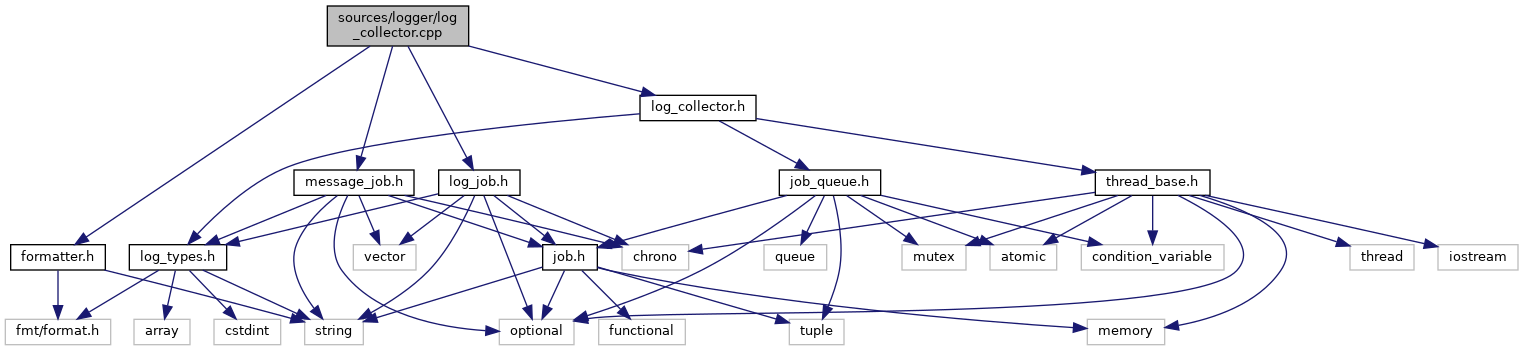 sources/logger/log
_collector.cpp
log_collector.h
message_job.h
log_job.h
job_queue.h
thread_base.h
formatter.h
log_types.h
vector
job.h
chrono
queue
mutex
atomic
condition_variable
thread
iostream
fmt/format.h
array
cstdint
string
optional
functional
tuple
memory